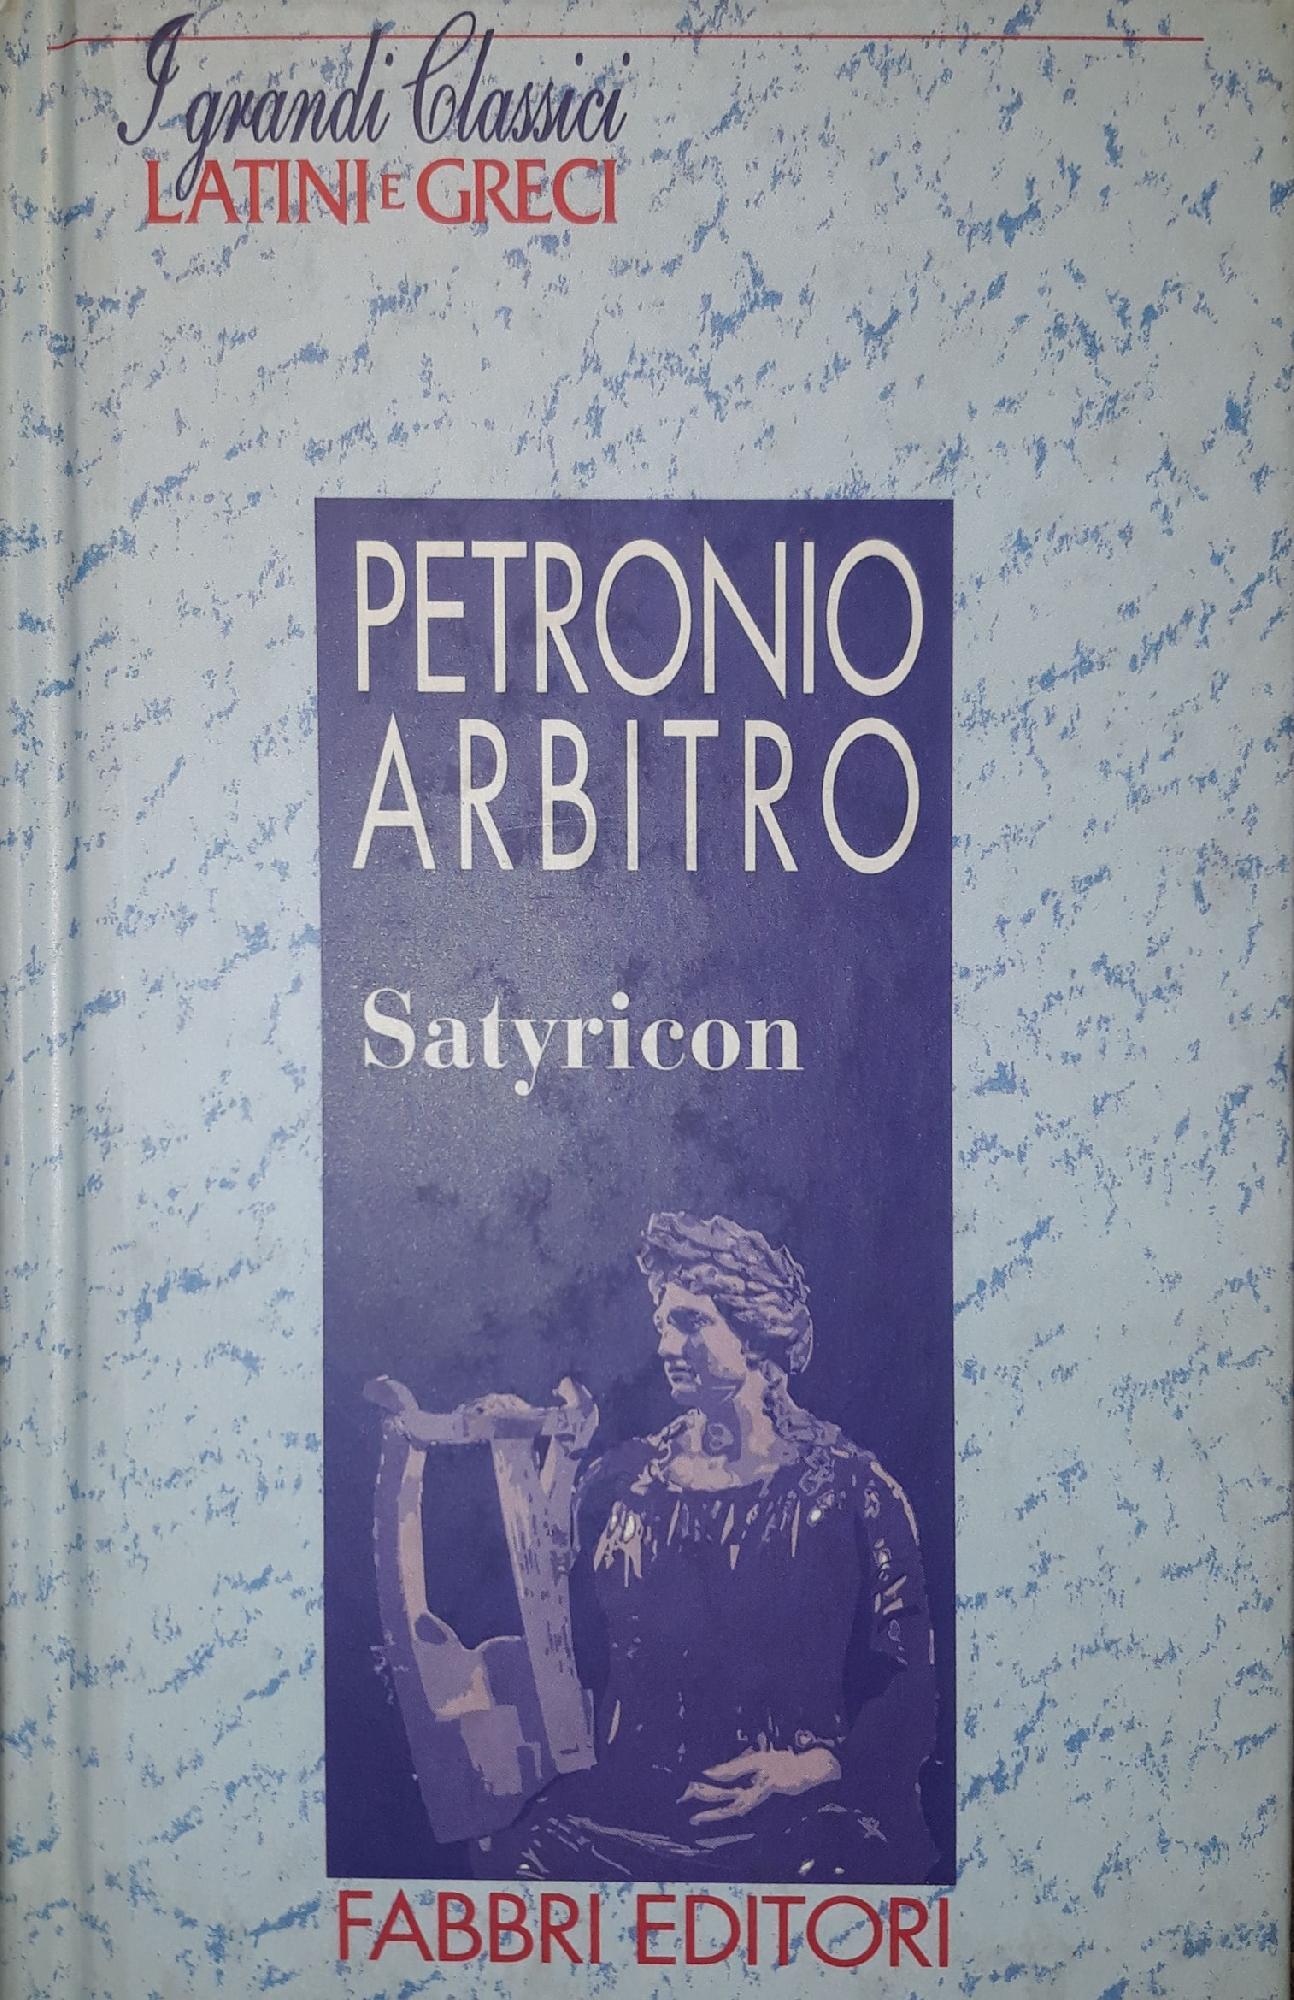 I grandi Classici
LATINI E GRECI
PETRONIO
ARBITRO
Satyricon
FABBRI EDITORI